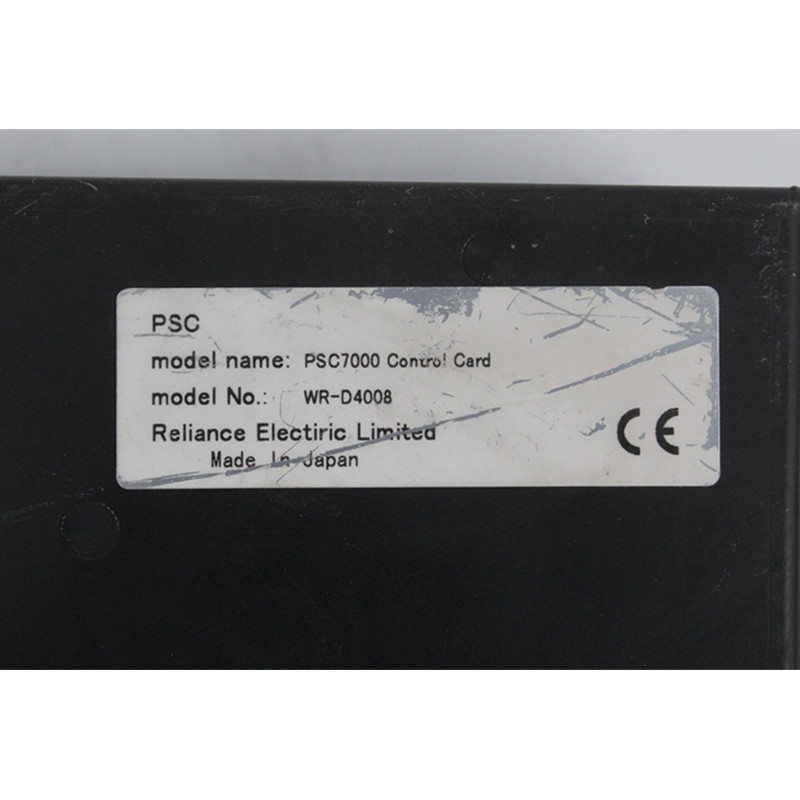 PSC
model name: PSC7000 Control Card
model No.: WR-D4008
Reliance Electiric Limited
Made In Japan
CE